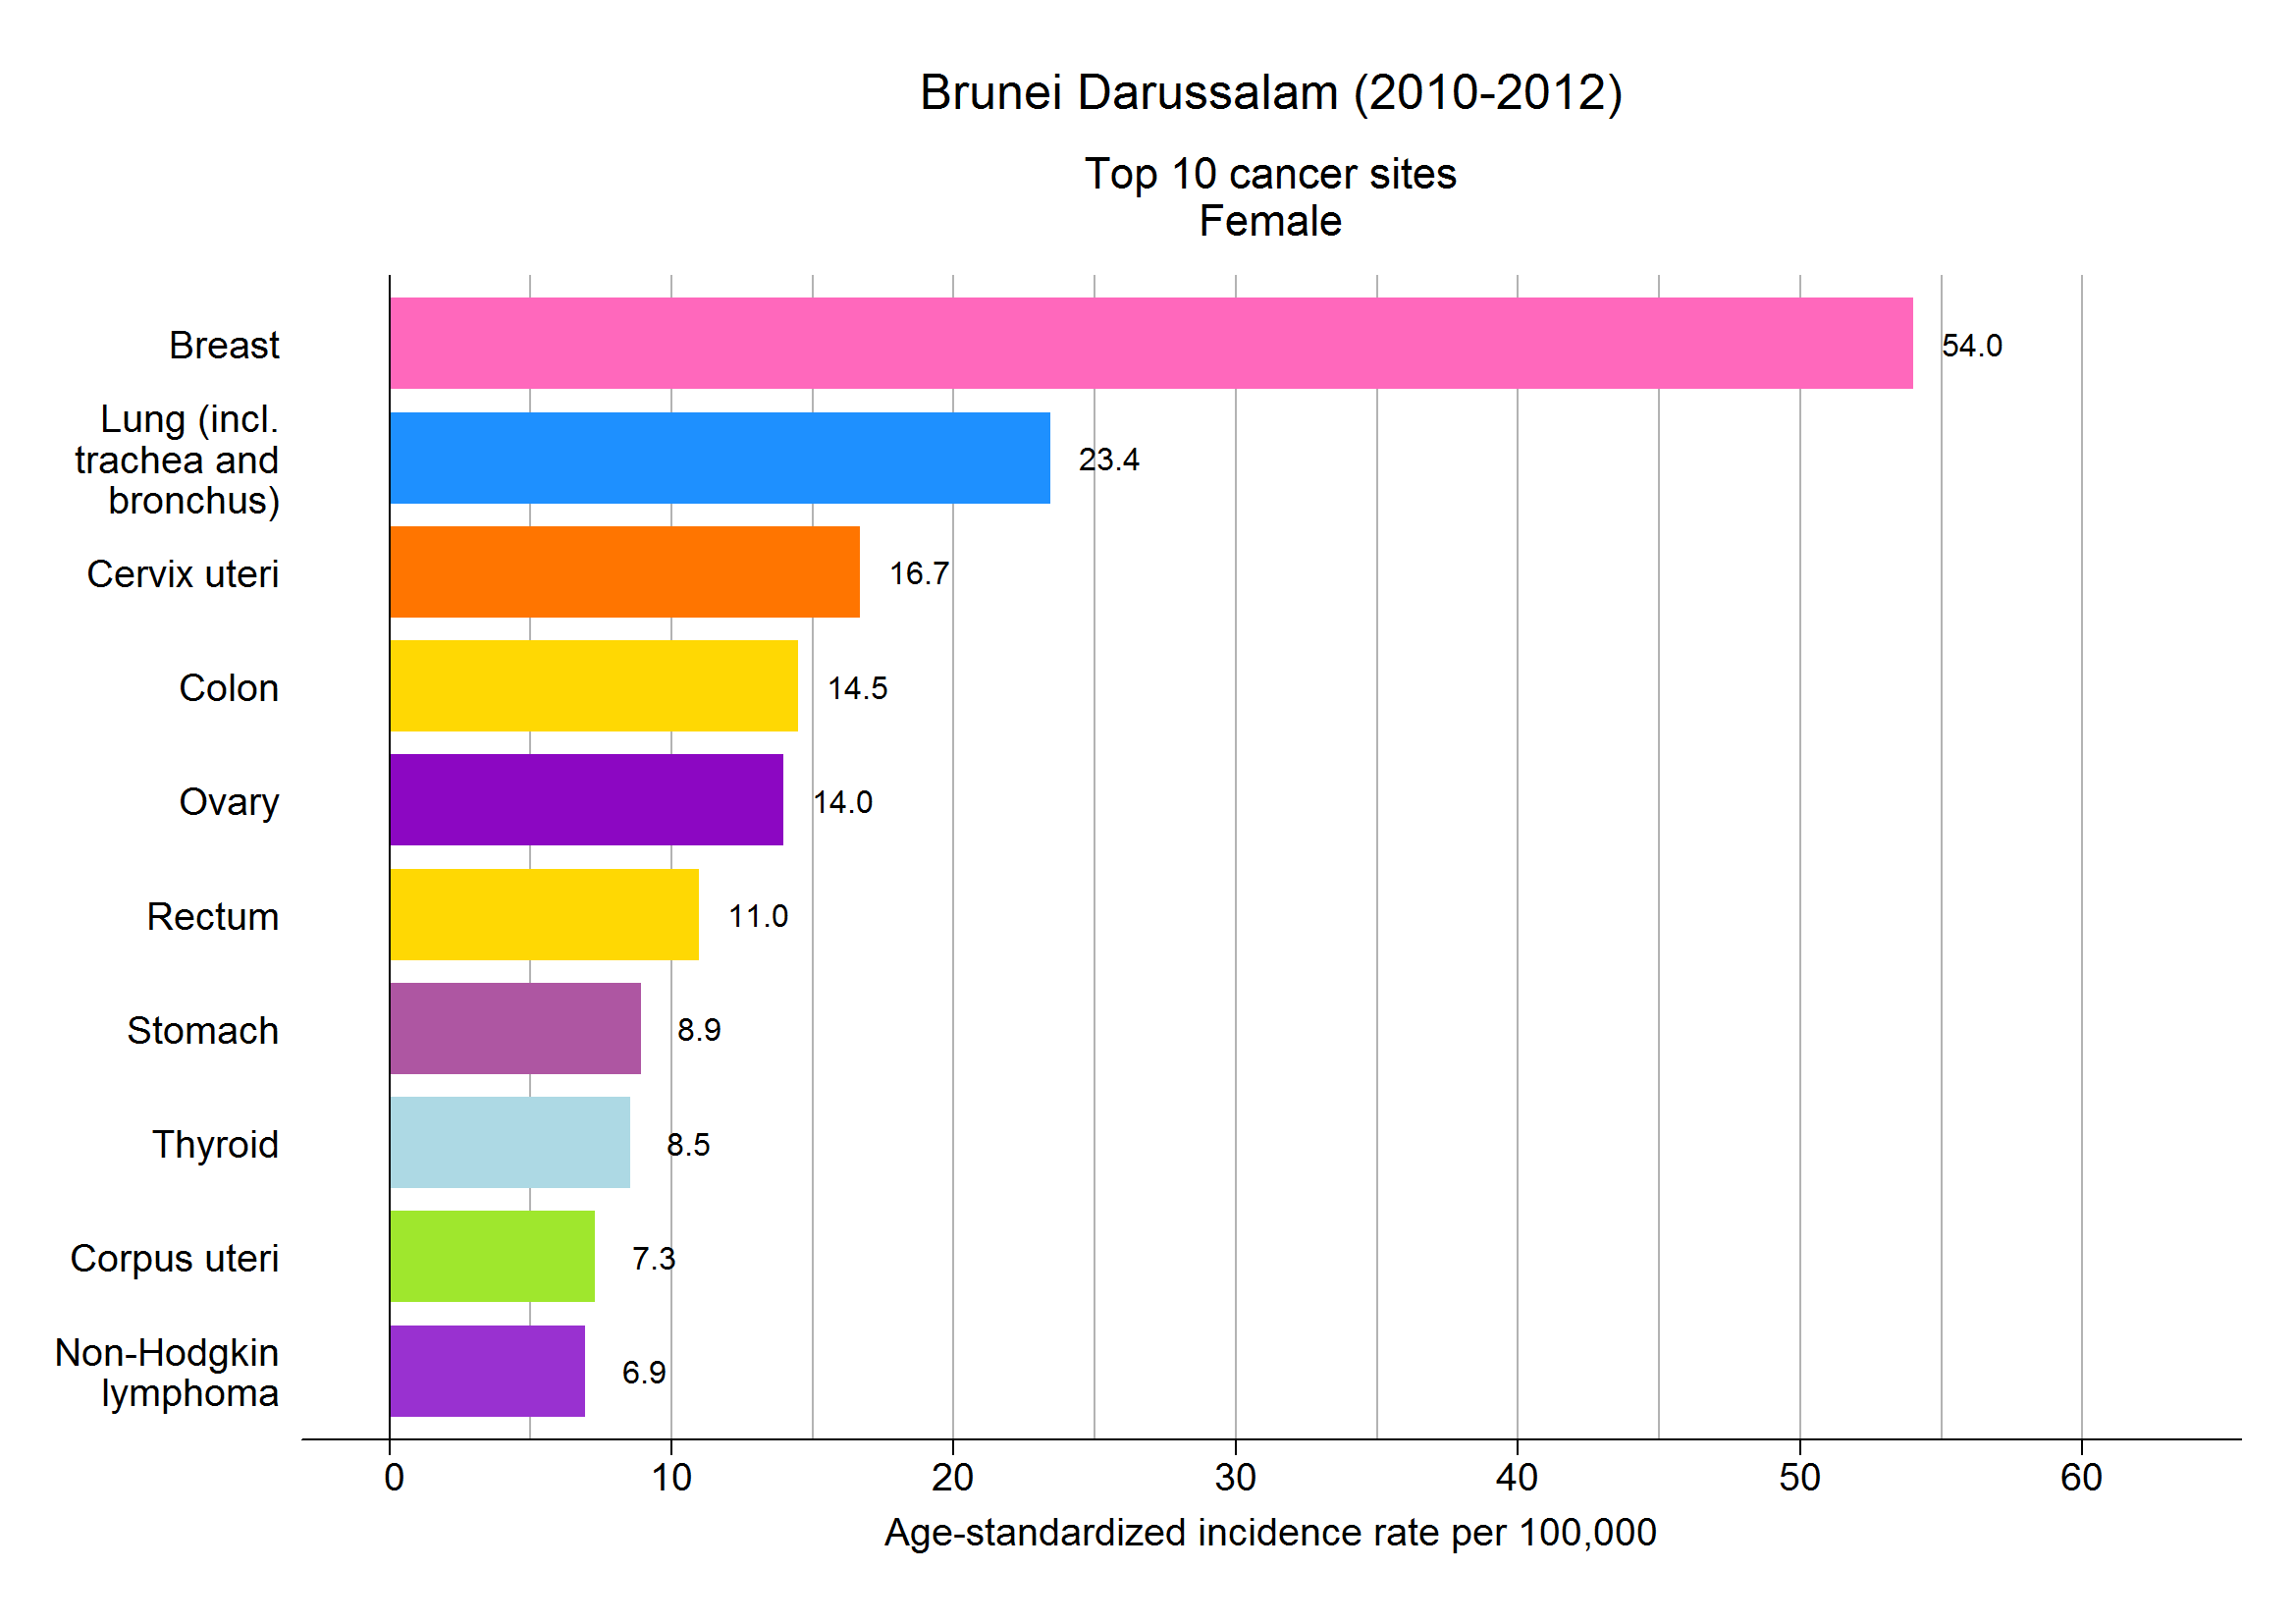 Brunei Darussalam (2010-2012)
Top 10 cancer sites
Female
Breast
54.0
Lung (incl.
trachea and
bronchus)
23.4
Cervix uteri
16.7
Colon
14.5
Ovary
14.0
Rectum
11.0
Stomach
8.9
Thyroid
8.5
Corpus uteri
7.3
Non-Hodgkin
lymphoma
6.9
0 10 20 30 40 50 60
Age-standardized incidence rate per 100,000